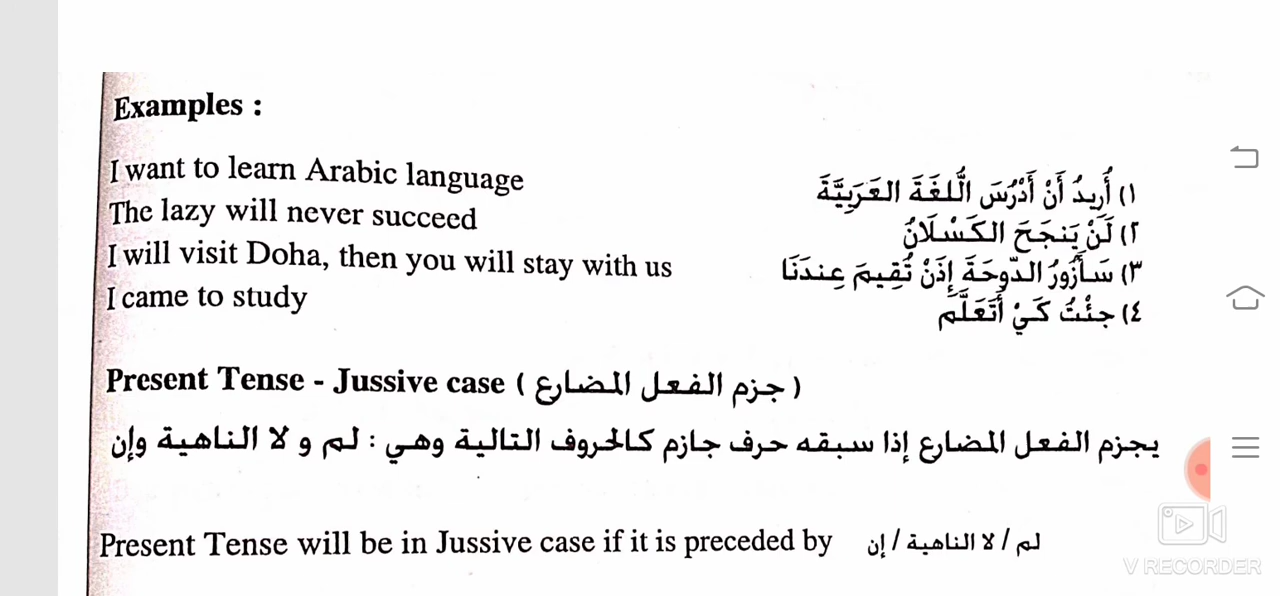 Examples :
I want to learn Arabic language
١) أُرِيدُ أَنْ أَدْرُسَ الُّلغَةَ العَرَبِيَّةَ
The lazy will never succeed
٢) لَنْ يَنجَحَ الكَسْلَانُ
I will visit Doha, then you will stay with us
٣) سَأَزُورُ الدّوحَةَ إِذَنْ تُقِيمَ عِندَنَا
I came to study
٤) جِئْتُ كَيْ أَتَعَلَّمَ
Present Tense - Jussive case ( جزم الفعل المضارع )
يجزم الفعل المضارع إذا سبقه حرف جازم كالحروف التالية وهي : لم و لا الناهية وإن
Present Tense will be in Jussive case if it is preceded by لم / لا الناهية / إن
V RECORDER